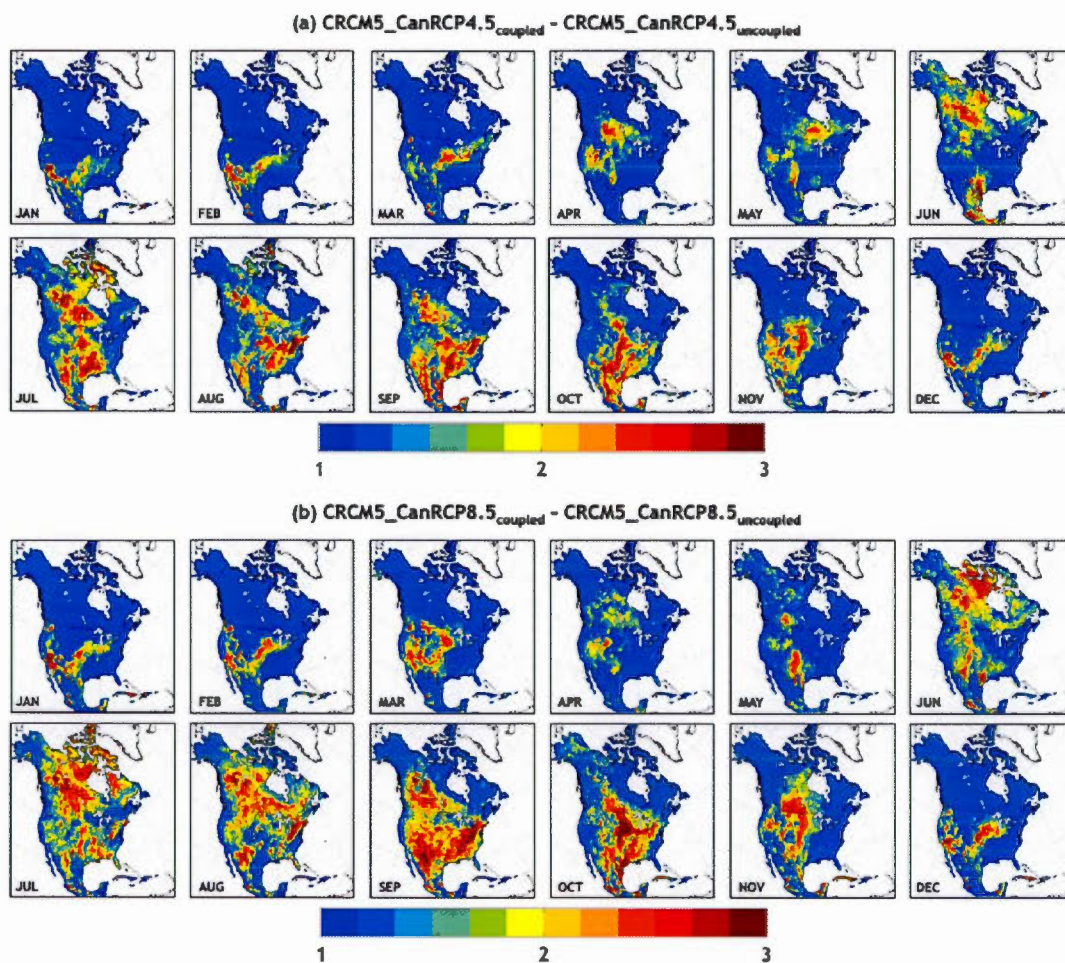 (a) CRCM5_CanRCP4.5coupled - CRCM5_CanRCP4.5uncoupled
JAN FEB MAR APR MAY JUN
JUL AUG SEP OCT NOV DEC
1 2 3
(b) CRCM5_CanRCP8.5coupled - CRCM5_CanRCP8.5uncoupled
JAN FEB MAR APR MAY JUN
JUL AUG SEP OCT NOV DEC
1 2 3